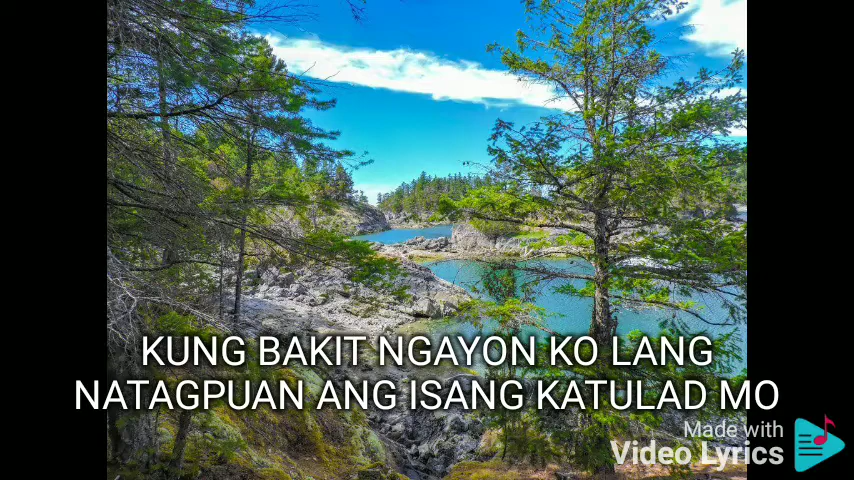 KUNG BAKIT NGAYON KO LANG
NATAGPUAN ANG ISANG KATULAD MO
Made with
Video Lyrics